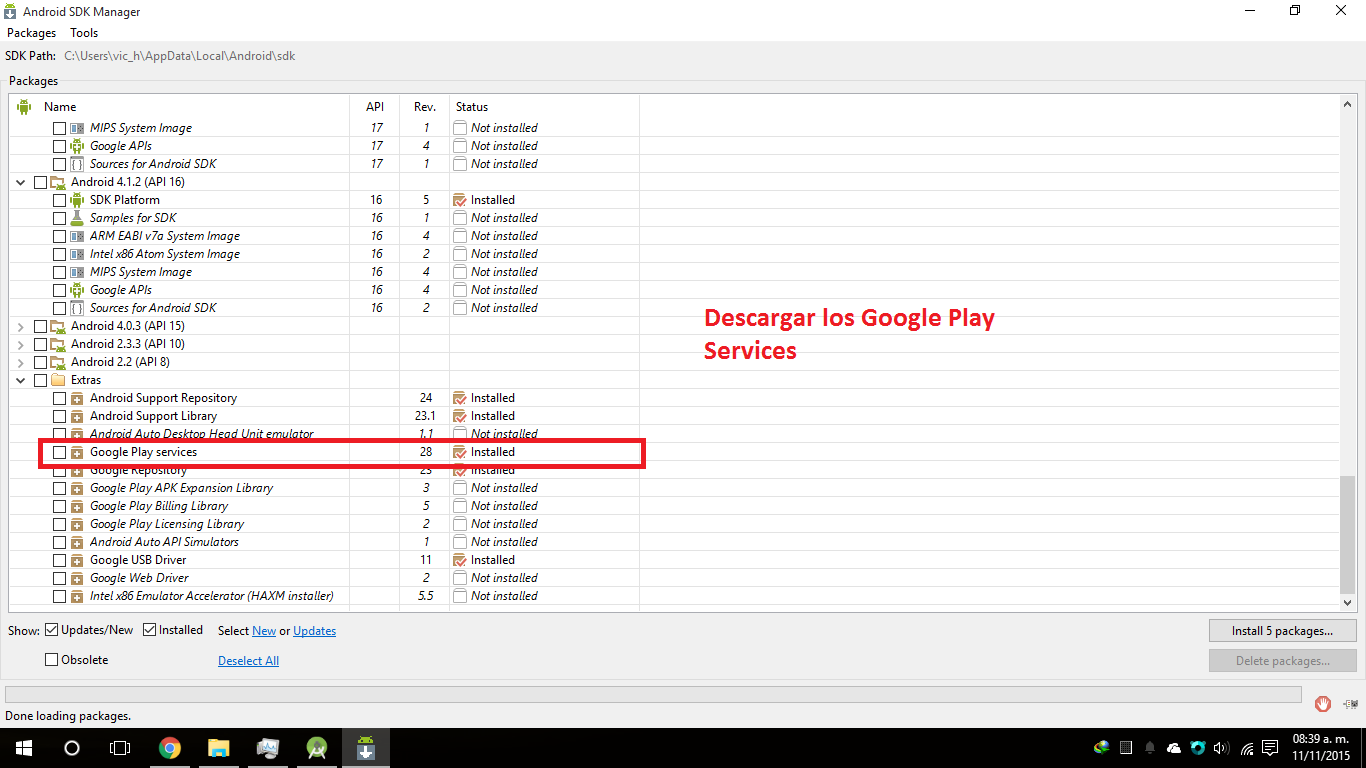 Android SDK Manager
Packages Tools
SDK Path: C:\Users\vic_h\AppData\Local\Android\sdk
Packages
Name API Rev. Status
MIPS System Image 17 1 Not installed
Google APIs 17 4 Not installed
Sources for Android SDK 17 1 Not installed
Android 4.1.2 (API 16)
SDK Platform 16 5 Installed
Samples for SDK 16 1 Not installed
ARM EABI v7a System Image 16 4 Not installed
Intel x86 Atom System Image 16 2 Not installed
MIPS System Image 16 4 Not installed
Google APIs 16 4 Not installed
Sources for Android SDK 16 2 Not installed
Android 4.0.3 (API 15)
Android 2.3.3 (API 10)
Android 2.2 (API 8)
Extras
Android Support Repository 24 Installed
Android Support Library 23.1 Installed
Android Auto Desktop Head Unit emulator 1.1 Not installed
Google Play services 28 Installed
Google Repository 23 Installed
Google Play APK Expansion Library 3 Not installed
Google Play Billing Library 5 Not installed
Google Play Licensing Library 2 Not installed
Android Auto API Simulators 1 Not installed
Google USB Driver 11 Installed
Google Web Driver 2 Not installed
Intel x86 Emulator Accelerator (HAXM installer) 5.5 Not installed
Descargar los Google Play
Services
Show: Updates/New Installed Select New or Updates
Install 5 packages...
Obsolete Deselect All
Delete packages...
Done loading packages.
08:39 a. m.
11/11/2015